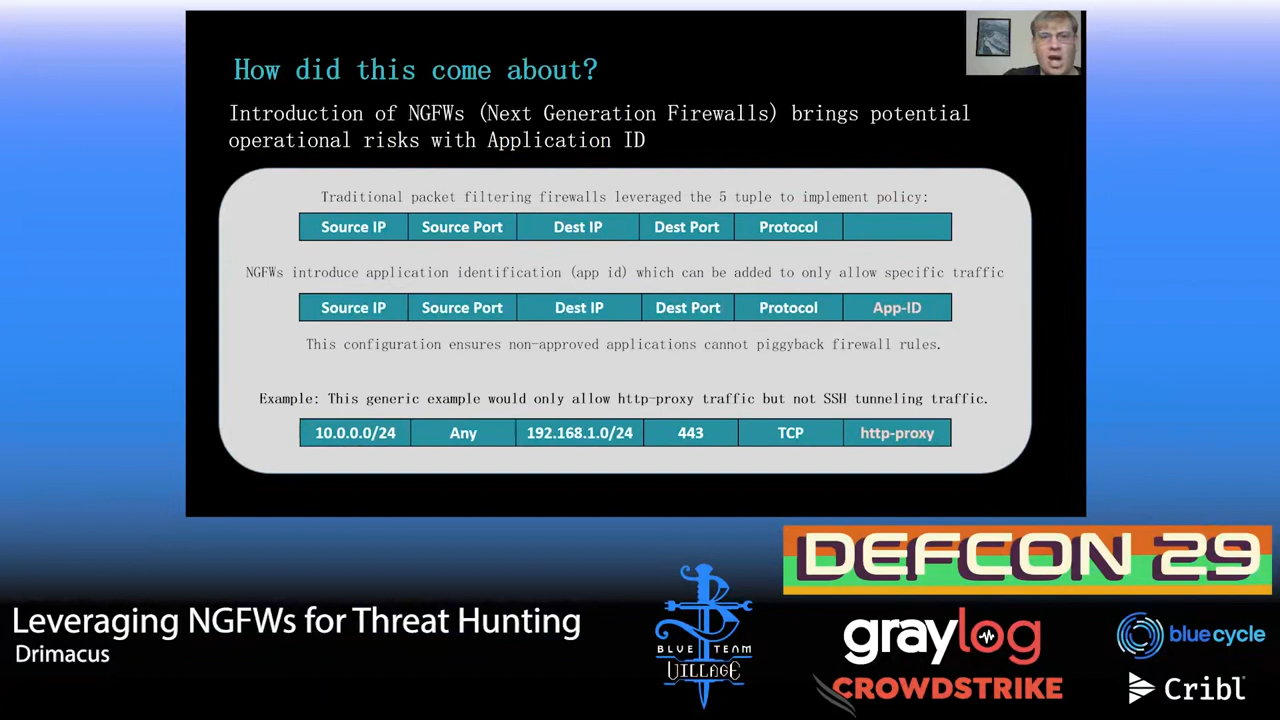 How did this come about?
Introduction of NGFWs (Next Generation Firewalls) brings potential
operational risks with Application ID
Traditional packet filtering firewalls leveraged the 5 tuple to implement policy:
Source IP Source Port Dest IP Dest Port Protocol
NGFWs introduce application identification (app id) which can be added to only allow specific traffic
Source IP Source Port Dest IP Dest Port Protocol App-ID
This configuration ensures non-approved applications cannot piggyback firewall rules.
Example: This generic example would only allow http-proxy traffic but not SSH tunneling traffic.
10.0.0.0/24 Any 192.168.1.0/24 443 TCP http-proxy
DEFCON 29
Leveraging NGFWs for Threat Hunting
Drimacus
BLUE TEAM
VILLAGE
graylog
blue cycle
CROWDSTRIKE
Cribl